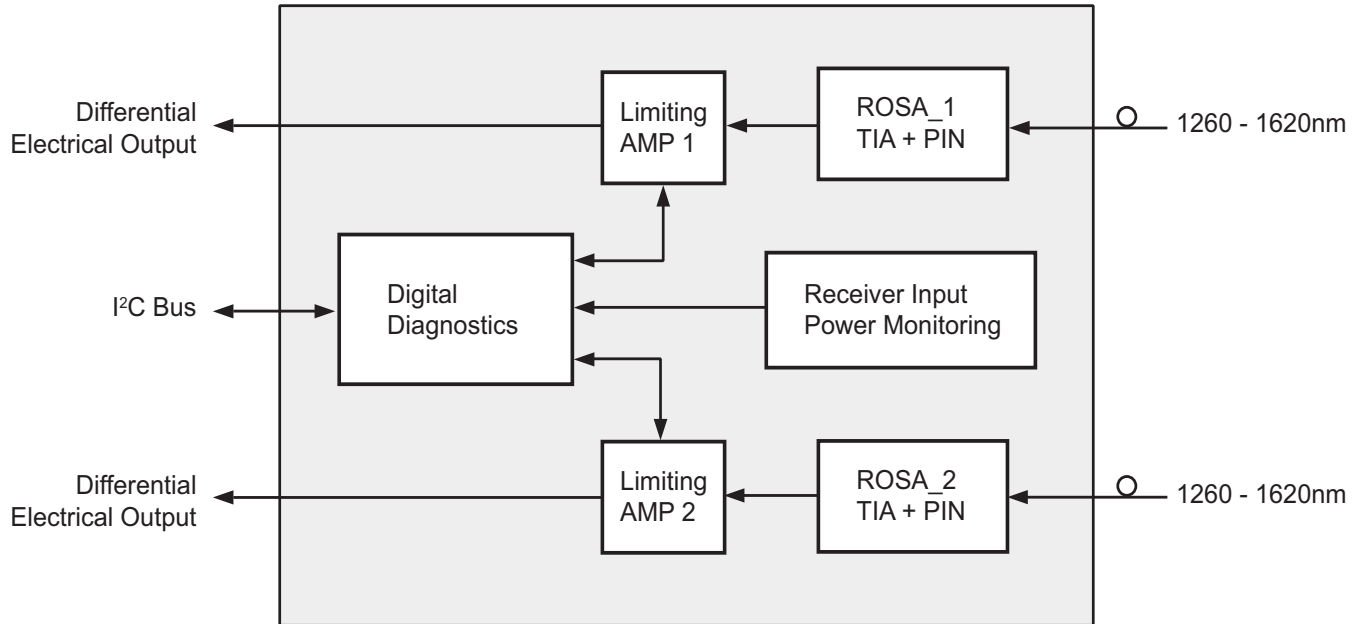 Differential
Electrical Output
Limiting
AMP 1
ROSA_1
TIA + PIN
1260 - 1620nm
I²C Bus
Digital
Diagnostics
Receiver Input
Power Monitoring
Differential
Electrical Output
Limiting
AMP 2
ROSA_2
TIA + PIN
1260 - 1620nm